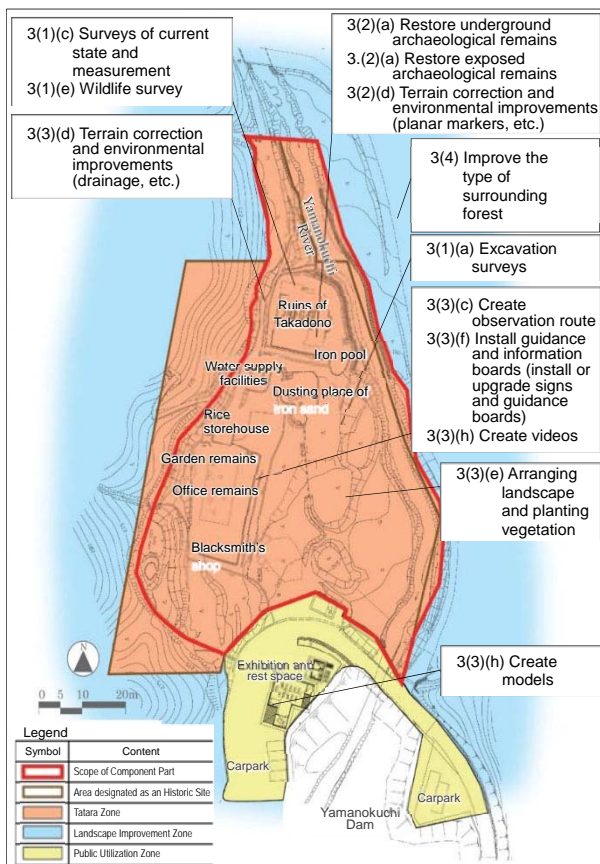 3(1)(c) Surveys of current
state and
measurement
3(1)(e) Wildlife survey
3(2)(a) Restore underground
archaeological remains
3.(2)(a) Restore exposed
archaeological remains
3(2)(d) Terrain correction and
environmental improvements
(planar markers, etc.)
3(3)(d) Terrain correction
and environmental
improvements
(drainage, etc.)
3(4) Improve the
type of
surrounding
forest
3(1)(a) Excavation
surveys
3(3)(c) Create
observation route
3(3)(f) Install guidance
and information
boards (install or
upgrade signs
and guidance
boards)
3(3)(h) Create videos
3(3)(e) Arranging
landscape
and planting
vegetation
3(3)(h) Create
models
Yamanokuchi
River
Ruins of
Takadono
Iron pool
Water supply
facilities
Dusting place of
iron sand
Rice
storehouse
Garden remains
Office remains
Blacksmith's
shop
Exhibition and
rest space
Carpark
Carpark
Yamanokuchi
Dam
N
0 5 10 20m
Legend
Symbol Content
Scope of Component Part
Area designated as an Historic Site
Tatara Zone
Landscape Improvement Zone
Public Utilization Zone